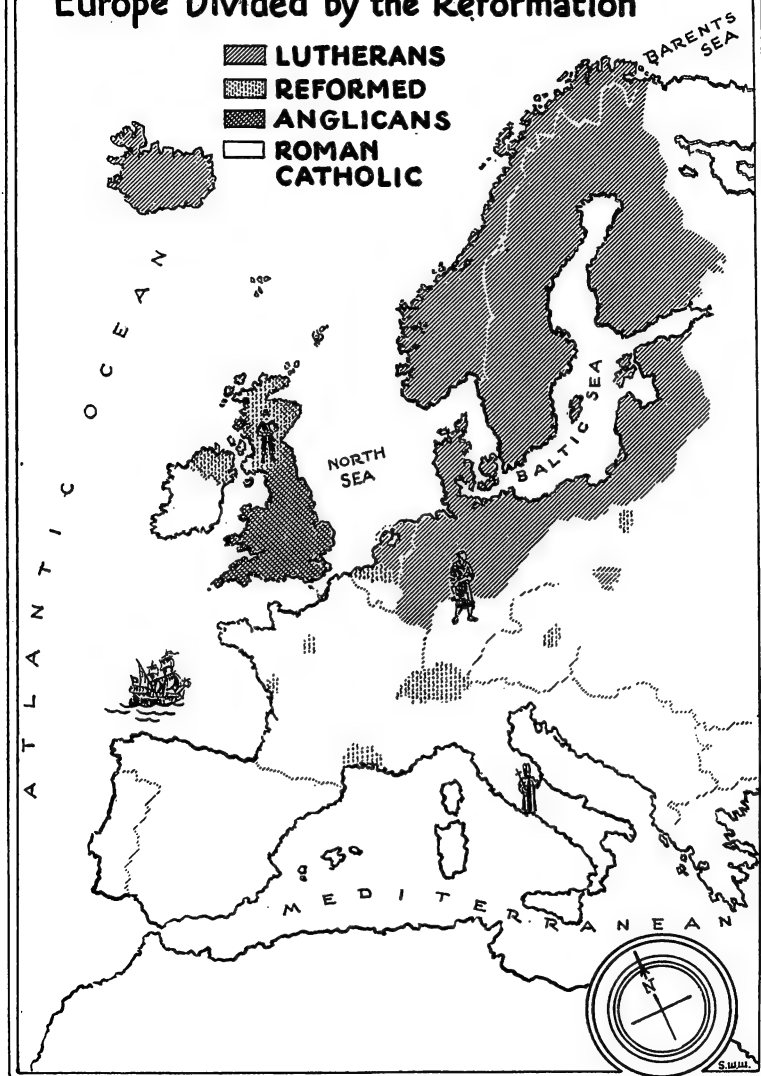 Europe Divided by the Reformation
LUTHERANS
REFORMED
ANGLICANS
ROMAN
CATHOLIC
BARENTS
SEA
ATLANTIC OCEAN
NORTH
SEA
BALTIC SEA
MEDITERRANEAN
N
S.W.W.